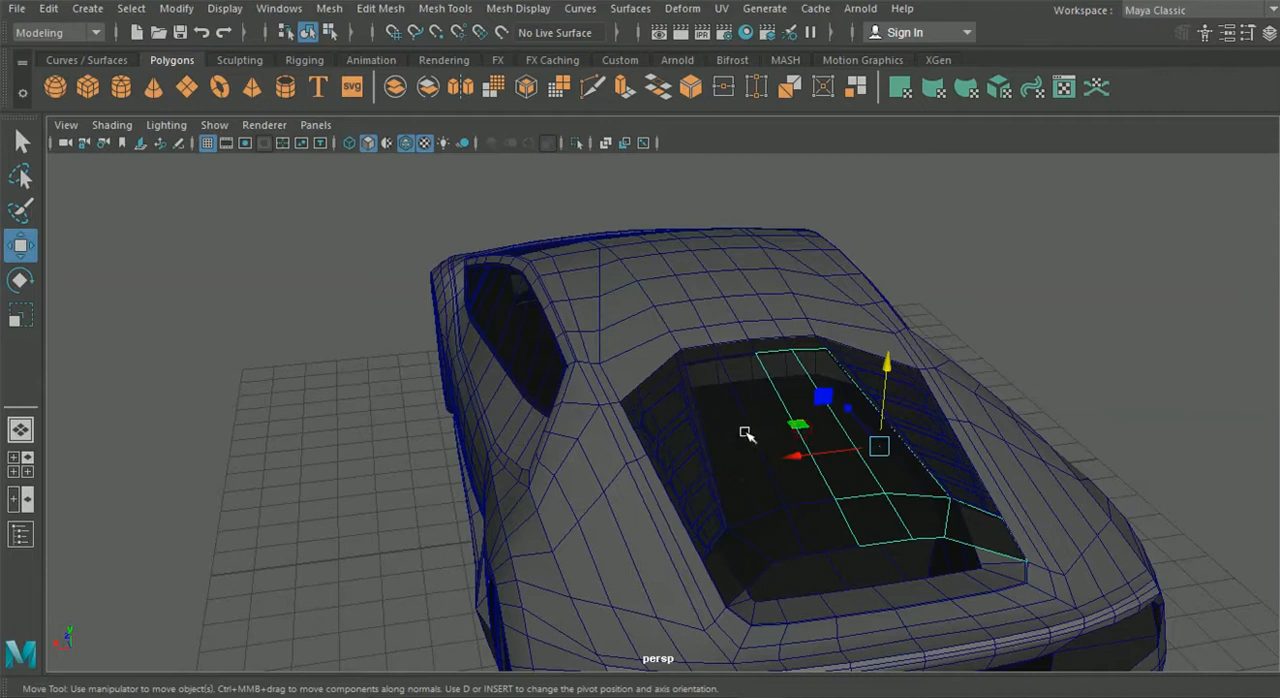 File Edit Create Select Modify Display Windows Mesh Edit Mesh Mesh Tools Mesh Display Curves Surfaces Deform UV Generate Cache Arnold Help Workspace : Maya Classic
Modeling No Live Surface Sign In
Curves / Surfaces Polygons Sculpting Rigging Animation Rendering FX FX Caching Custom Arnold Bifrost MASH Motion Graphics XGen
T SVG
View Shading Lighting Show Renderer Panels
persp
Move Tool: Use manipulator to move object(s). Ctrl+MMB+drag to move components along normals. Use D or INSERT to change the pivot position and axis orientation.